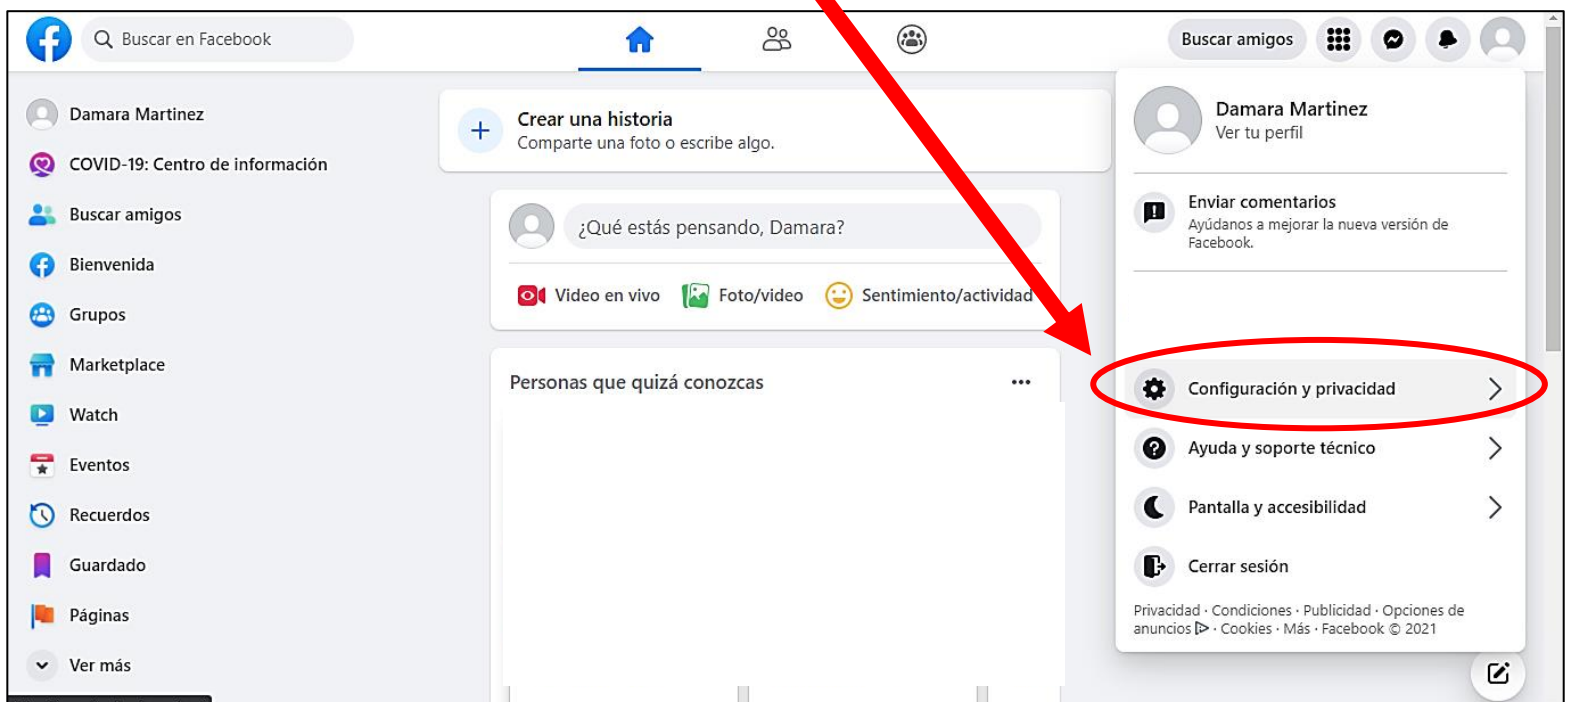 Buscar en Facebook
Buscar amigos
Damara Martinez
COVID-19: Centro de información
Buscar amigos
Bienvenida
Grupos
Marketplace
Watch
Eventos
Recuerdos
Guardado
Páginas
Ver más
Crear una historia
Comparte una foto o escribe algo.
¿Qué estás pensando, Damara?
Video en vivo
Foto/video
Sentimiento/actividad
Personas que quizá conozcas
Damara Martinez
Ver tu perfil
Enviar comentarios
Ayúdanos a mejorar la nueva versión de
Facebook.
Configuración y privacidad
Ayuda y soporte técnico
Pantalla y accesibilidad
Cerrar sesión
Privacidad · Condiciones · Publicidad · Opciones de
anuncios · Cookies · Más · Facebook © 2021